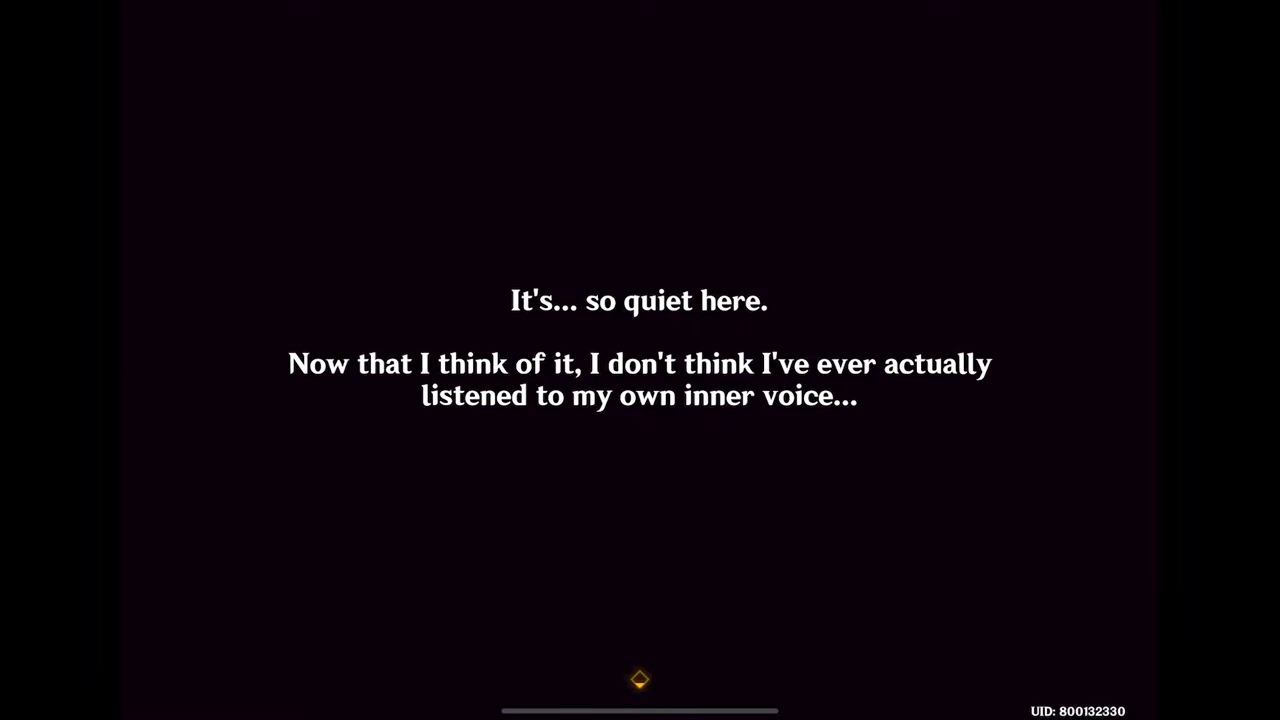 It's... so quiet here.
Now that I think of it, I don't think I've ever actually
listened to my own inner voice...
UID: 800132330